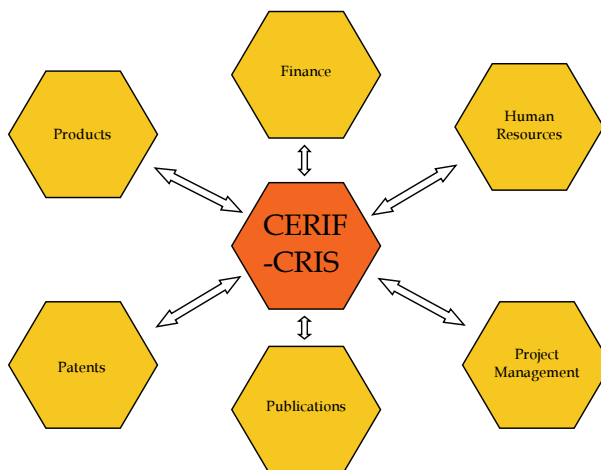 Finance
Products
Human
Resources
CERIF
-CRIS
Patents
Project
Management
Publications